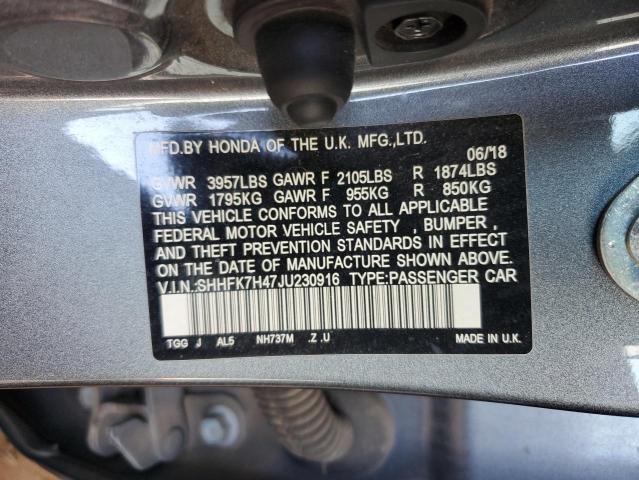 MFD.BY HONDA OF THE U.K. MFG.,LTD. 06/18
GVWR 3957LBS GAWR F 2105LBS R 1874LBS
GVWR 1795KG GAWR F 955KG R 850KG
THIS VEHICLE CONFORMS TO ALL APPLICABLE
FEDERAL MOTOR VEHICLE SAFETY , BUMPER ,
AND THEFT PREVENTION STANDARDS IN EFFECT
ON THE DATE OF MANUFACTURE SHOWN ABOVE.
V.I.N.:SHHFK7H47JU230916 TYPE:PASSENGER CAR
TGG J AL5 NH737M .Z .U MADE IN U.K.